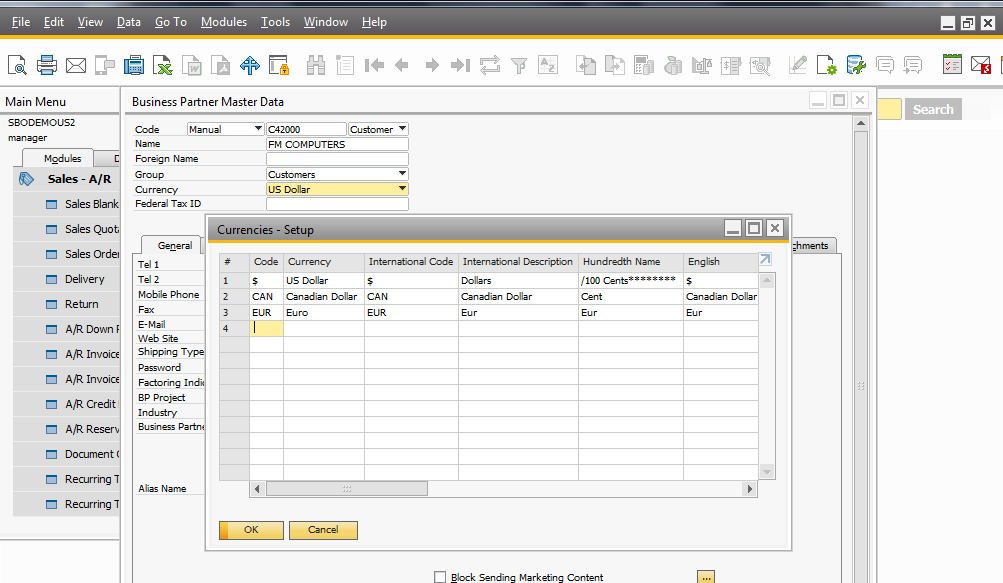 File Edit View Data Go To Modules Tools Window Help
Main Menu
SBODEMOUS2
manager
Modules
Sales - A/R
Sales Blank
Sales Quota
Sales Order
Delivery
Return
A/R Down P
A/R Invoice
A/R Invoice
A/R Credit
A/R Reserv
Document
Recurring T
Recurring T
Business Partner Master Data
Search
Code Manual C42000 Customer
Name FM COMPUTERS
Foreign Name
Group Customers
Currency US Dollar
Federal Tax ID
General
chments
Tel 1
Tel 2
Mobile Phone
Fax
E-Mail
Web Site
Shipping Type
Password
Factoring Indic
BP Project
Industry
Business Partne
Alias Name
Currencies - Setup
# Code Currency International Code International Description Hundredth Name English
1 $ US Dollar $ Dollars /100 Cents******** $
2 CAN Canadian Dollar CAN Canadian Dollar Cent Canadian Dollar
3 EUR Euro EUR Eur Eur Eur
4
OK Cancel
Block Sending Marketing Content ...